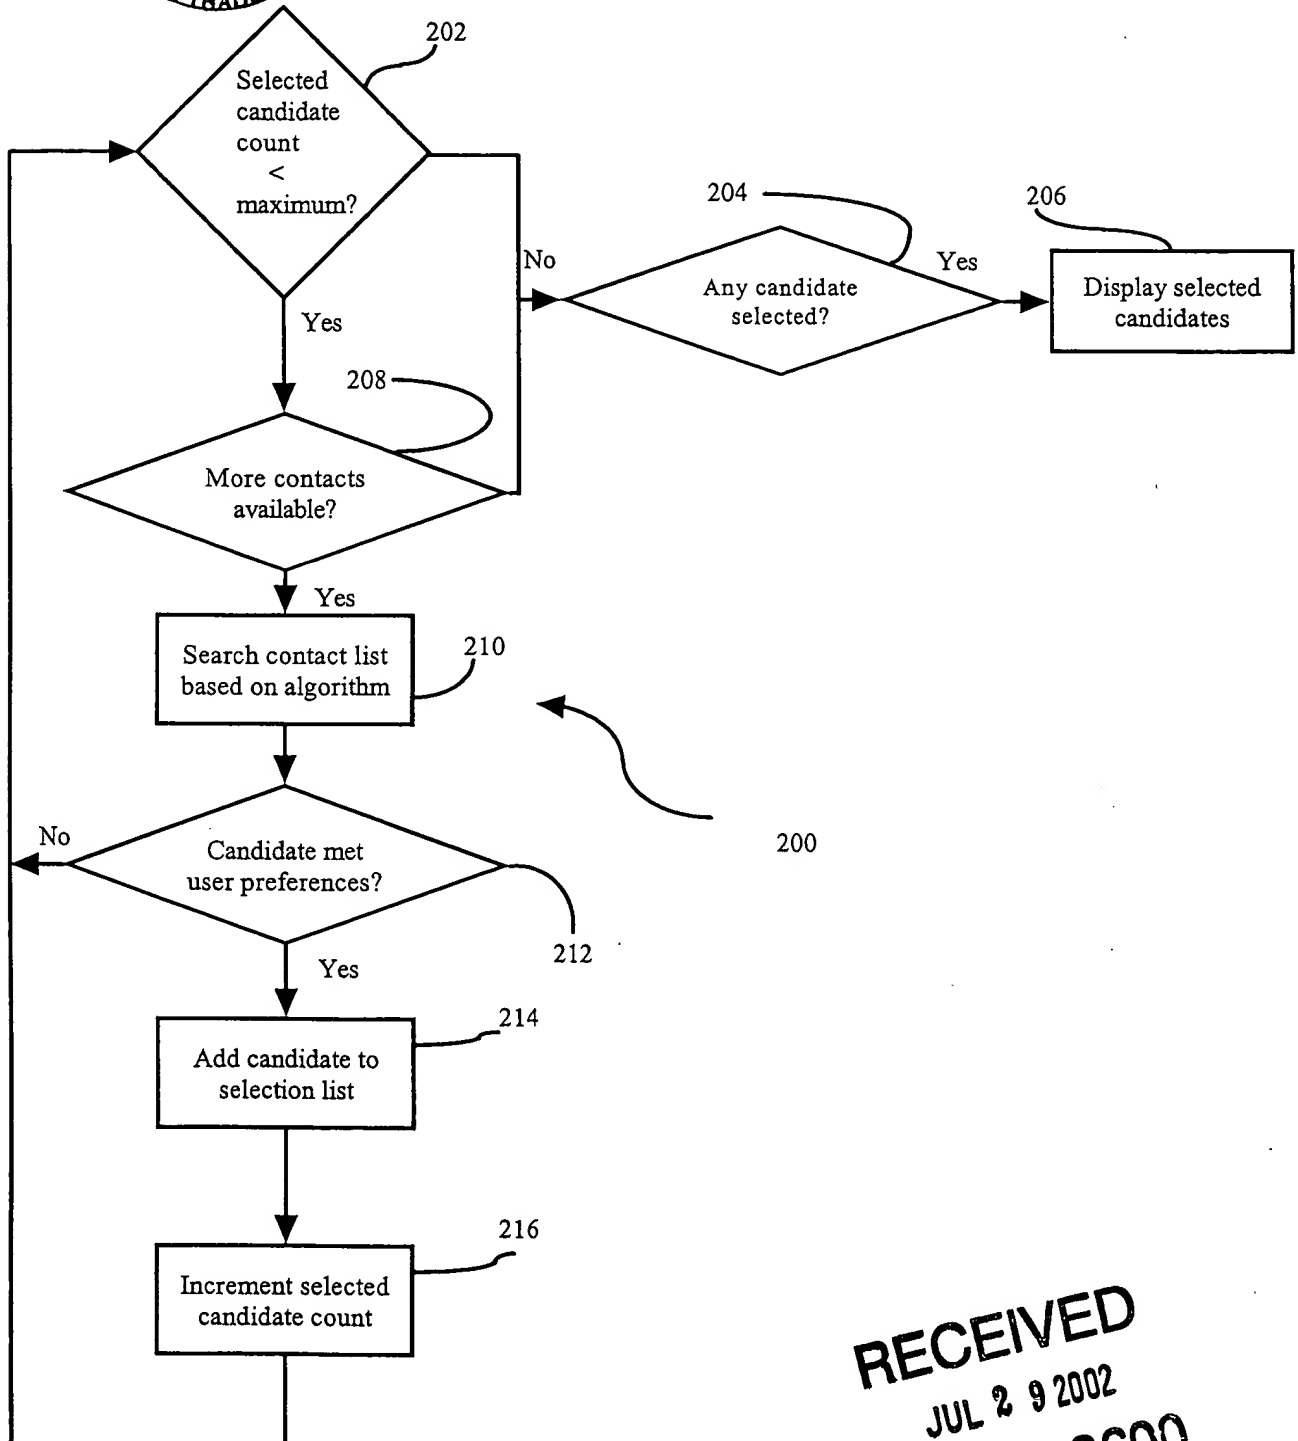 202
Selected
candidate
count
<
maximum?
204
206
No
Yes
Any candidate
selected?
Display selected
candidates
Yes
208
More contacts
available?
Yes
Search contact list
based on algorithm
210
200
No
Candidate met
user preferences?
212
Yes
214
Add candidate to
selection list
216
Increment selected
candidate count
RECEIVED
JUL 2 9 2002